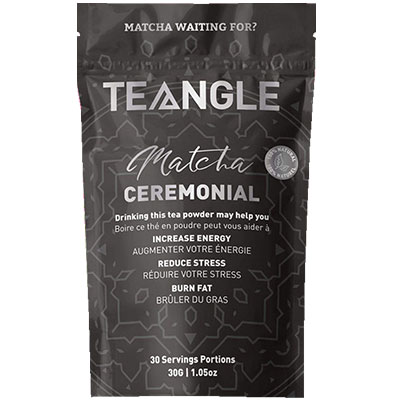 MATCHA WAITING FOR?
TEANGLE
Matcha
100% NATURAL
CEREMONIAL
Drinking this tea powder may help you
Boire ce thé en poudre peut vous aider à
INCREASE ENERGY
AUGMENTER VOTRE ÉNERGIE
REDUCE STRESS
RÉDUIRE VOTRE STRESS
BURN FAT
BRÛLER DU GRAS
30 Servings Portions
30G | 1.05oz